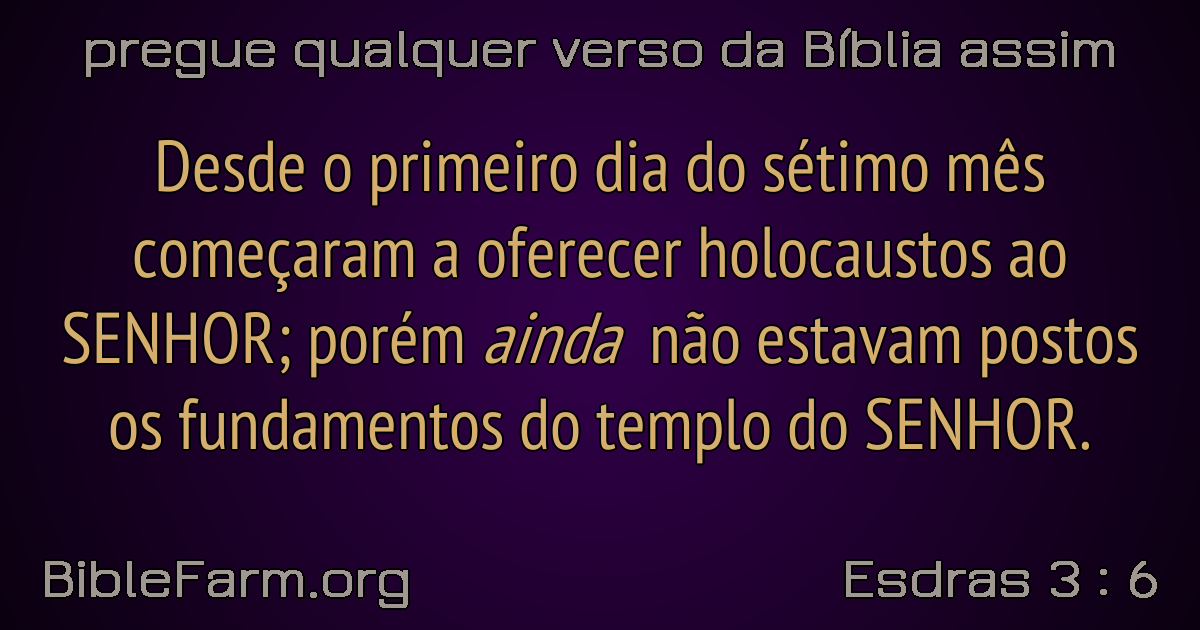 pregue qualquer verso da Bíblia assim
Desde o primeiro dia do sétimo mês
começaram a oferecer holocaustos ao
SENHOR; porém ainda não estavam postos
os fundamentos do templo do SENHOR.
BibleFarm.org
Esdras 3 : 6